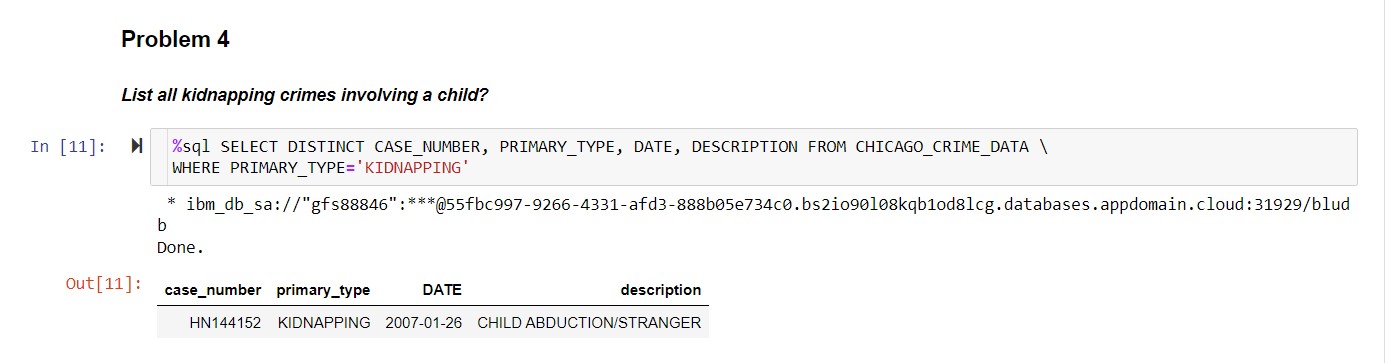 Problem 4
List all kidnapping crimes involving a child?
In [11]: %sql SELECT DISTINCT CASE_NUMBER, PRIMARY_TYPE, DATE, DESCRIPTION FROM CHICAGO_CRIME_DATA \
WHERE PRIMARY_TYPE='KIDNAPPING'
* ibm_db_sa://"gfs88846":***@55fbc997-9266-4331-afd3-888b05e734c0.bs2io90l08kqb1od8lcg.databases.appdomain.cloud:31929/blud
b
Done.
Out[11]: case_number primary_type DATE description
HN144152 KIDNAPPING 2007-01-26 CHILD ABDUCTION/STRANGER